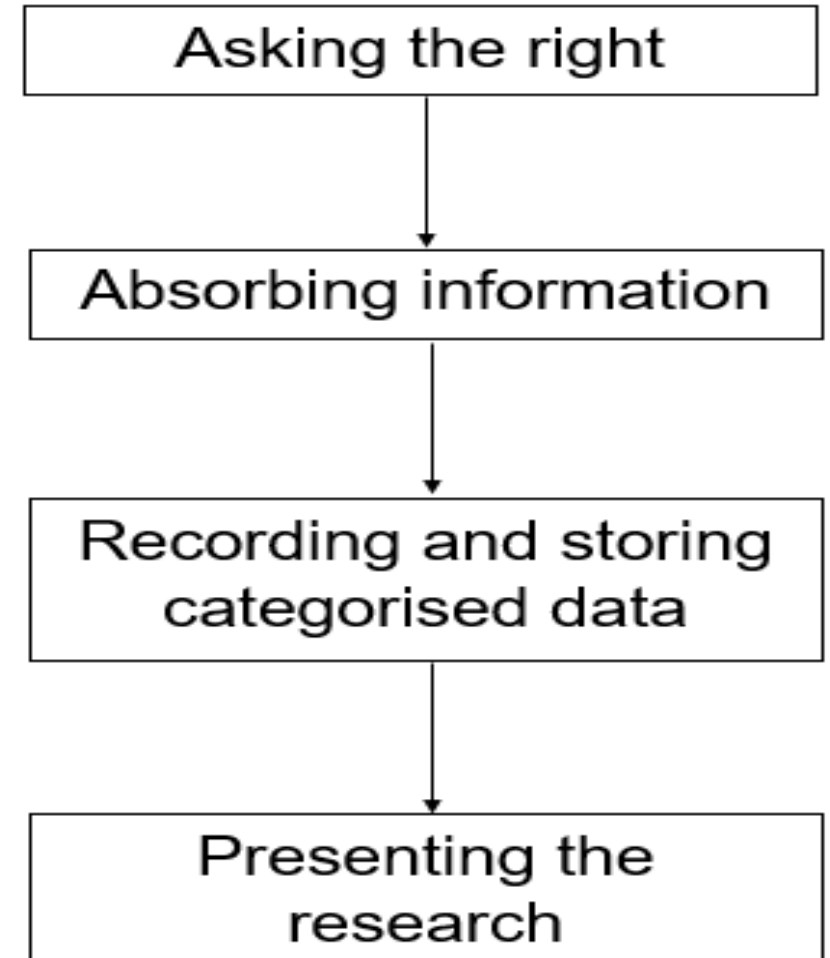 Asking the right
Absorbing information
Recording and storing
categorised data
Presenting the
research